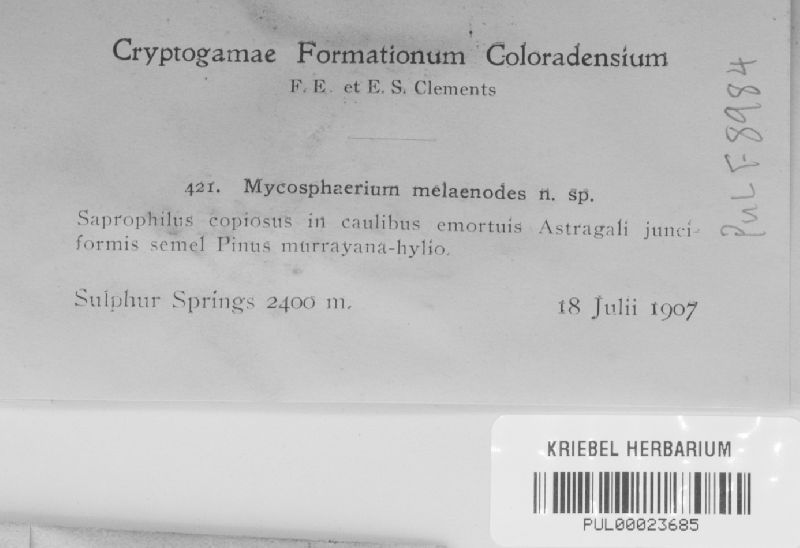 Cryptogamae Formationum Coloradensium
F. E. et E. S. Clements
421. Mycosphaerium melaenodes n. sp.
Saprophilus copiosus in caulibus emortuis Astragali junci-
formis semel Pinus murrayana-hylio.
Sulphur Springs 2400 m. 18 Julii 1907
PUL F 8984
KRIEBEL HERBARIUM
PUL00023685